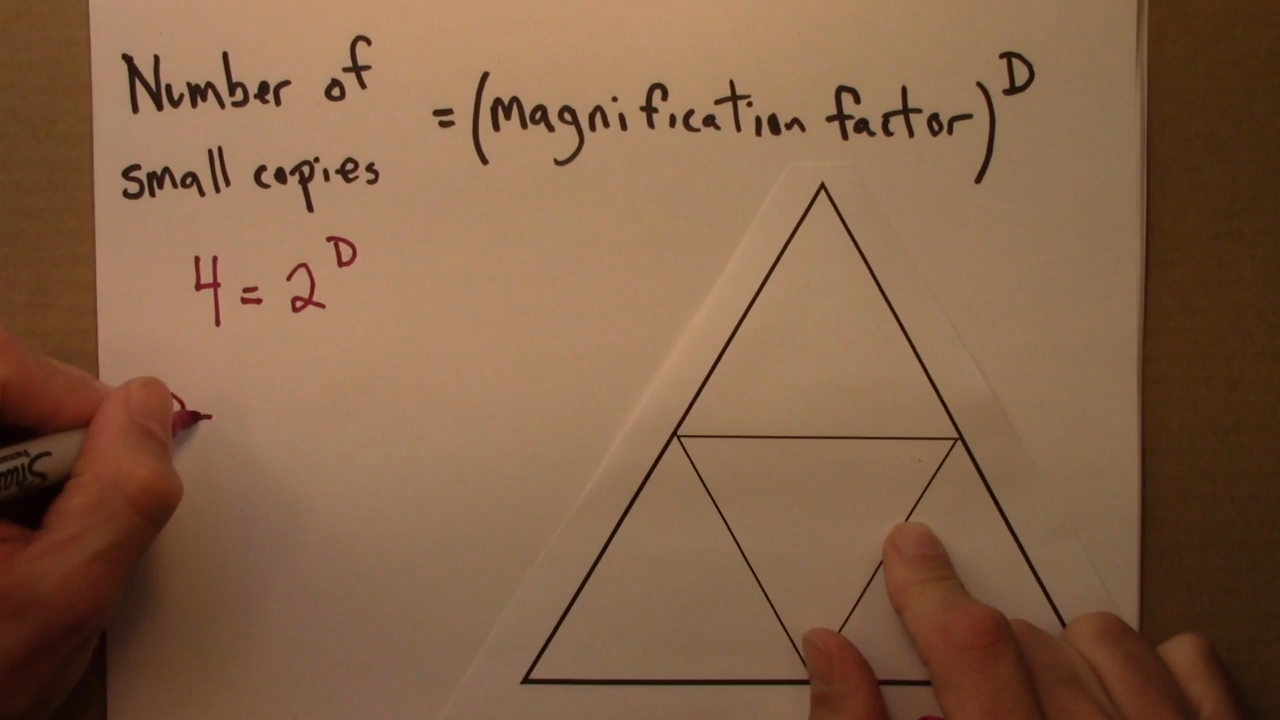 Number of
small copies
= (magnification factor)^D
4 = 2^D